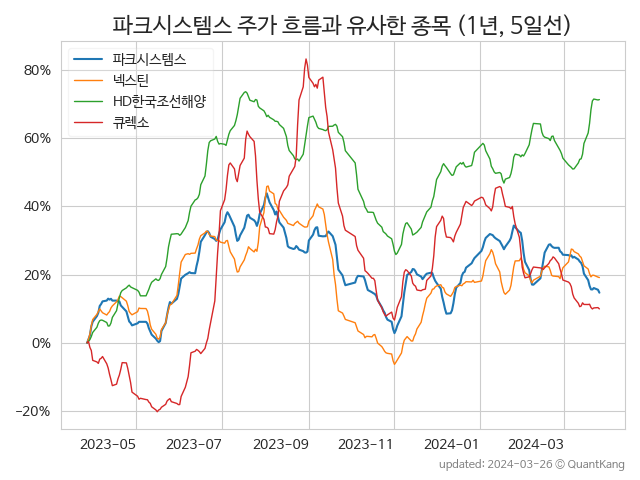 파크시스템스 주가 흐름과 유사한 종목 (1년, 5일선)
파크시스템스
넥스틴
HD한국조선해양
큐렉소
80%
60%
40%
20%
0%
−20%
2023-05 2023-07 2023-09 2023-11 2024-01 2024-03
updated: 2024-03-26 © QuantKang